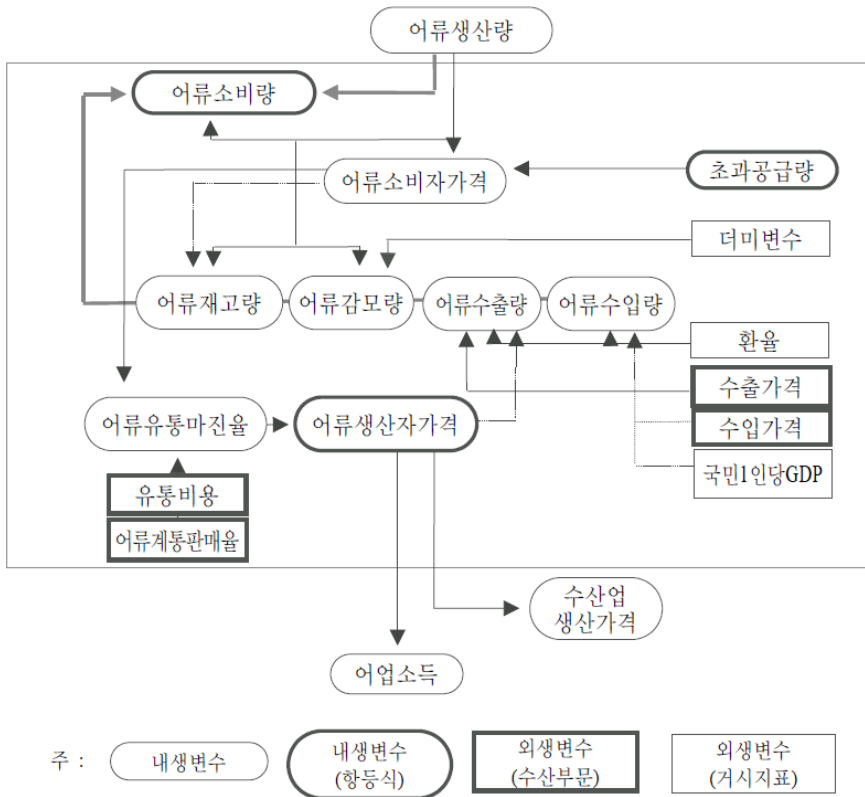 어류생산량
어류소비량
어류소비자가격
초과공급량
더미변수
어류재고량
어류감모량
어류수출량
어류수입량
환율
수출가격
어류유통마진율
어류생산자가격
수입가격
국민1인당GDP
유통비용
어류계통판매율
수산업
생산가격
어업소득
주 :
내생변수
내생변수
(항등식)
외생변수
(수산부문)
외생변수
(거시지표)